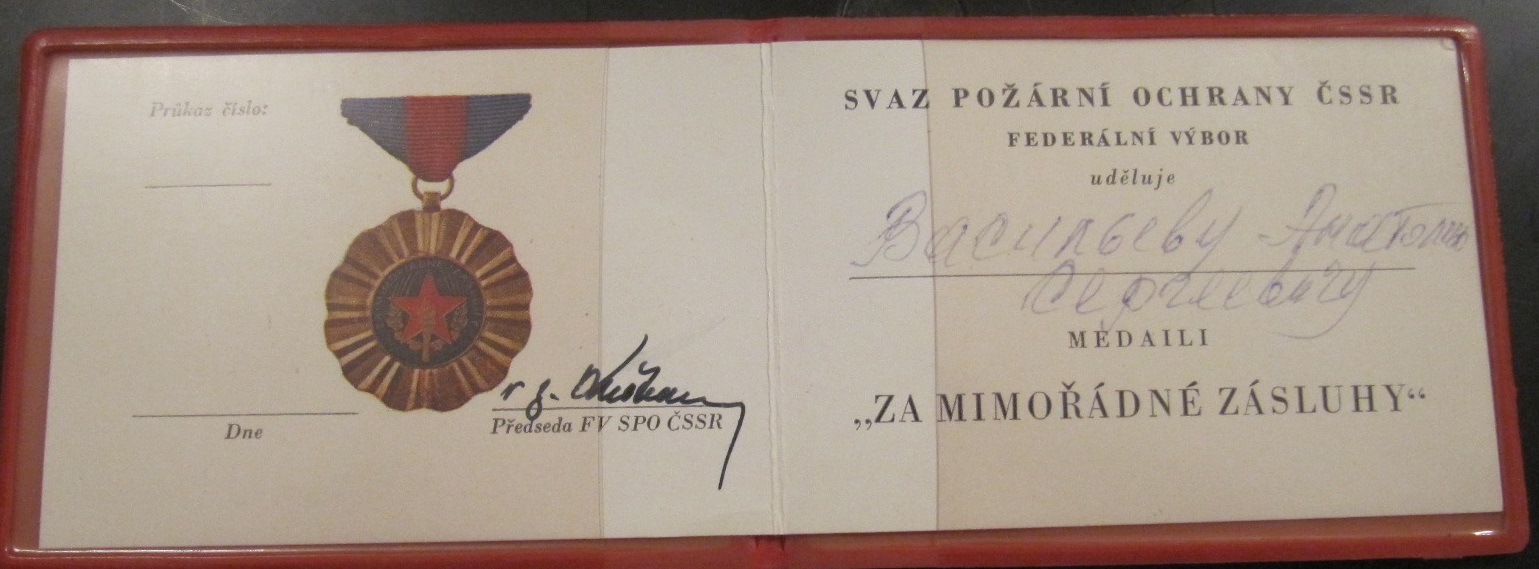 Průkaz číslo:
Dne
Předseda FV SPO ČSSR
SVAZ POŽÁRNÍ OCHRANY ČSSR
FEDERÁLNÍ VÝBOR
uděluje
Васильеву Анатолию
Сергеевичу
MEDAILI
„ZA MIMOŘÁDNÉ ZÁSLUHY“